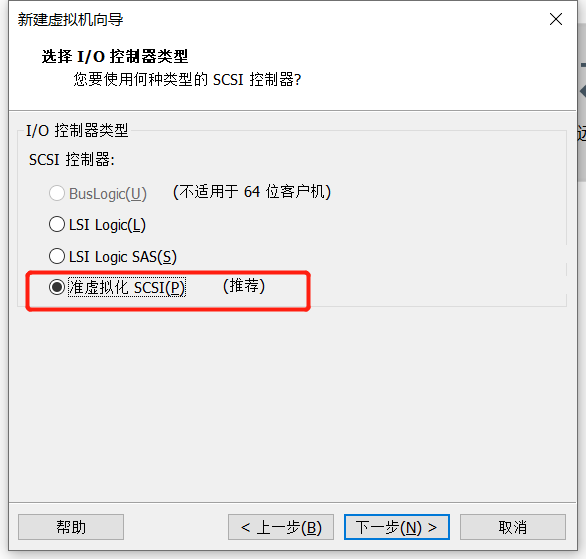 新建虚拟机向导
选择 I/O 控制器类型
您要使用何种类型的 SCSI 控制器?
I/O 控制器类型
SCSI 控制器:
BusLogic(U) (不适用于 64 位客户机)
LSI Logic(L)
LSI Logic SAS(S)
准虚拟化 SCSI(P) (推荐)
帮助 < 上一步(B) 下一步(N) > 取消